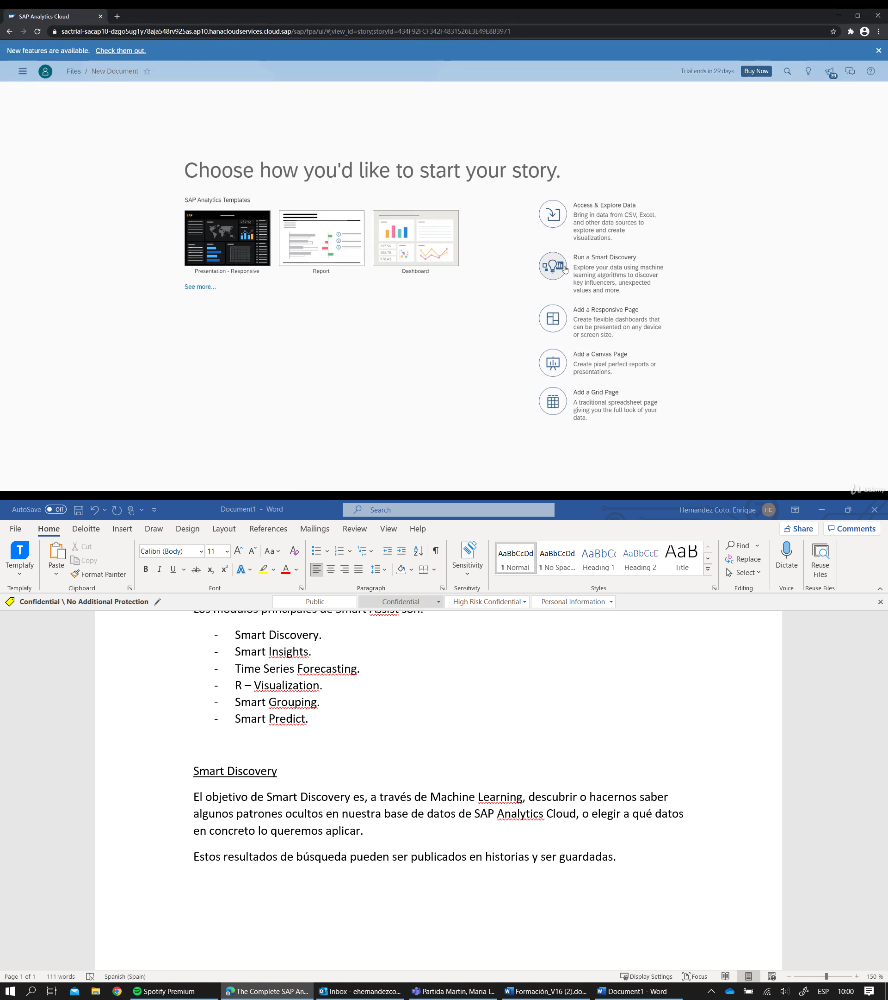 SAP Analytics Cloud
sactrial-sacap10-dzgo5ug1y78aja548rv925as.ap10.hanacloudservices.cloud.sap/sap/fpa/ui/#;view_id=story;storyId=434F92FCF342F4831526E3E49E8B3971
New features are available. Check them out.
Files / New Document
Trial ends in 29 days Buy Now 39
Choose how you'd like to start your story.
SAP Analytics Templates
SAP 257.56
257.56
105.78
978.43
Presentation - Responsive Report Dashboard
See more...
Access & Explore Data
Bring in data from CSV, Excel,
and other data sources to
explore and create
visualizations.
Run a Smart Discovery
Explore your data using machine
learning algorithms to discover
key influencers, unexpected
values and more.
Add a Responsive Page
Create flexible dashboards that
can be presented on any device
or screen size.
Add a Canvas Page
Create pixel perfect reports or
presentations.
Add a Grid Page
A traditional spreadsheet page
giving you the full look of your
data.
Udemy
AutoSave Off Document1 - Word Search Hernandez Coto, Enrique HC
File Home Deloitte Insert Draw Design Layout References Mailings Review View Help Share Comments
Templafy
Paste
Cut
Copy
Format Painter
Calibri (Body) 11
Sensitivity
AaBbCcDd AaBbCcDd AaBbCc AaBbCcD AaB
¶ Normal ¶ No Spac... Heading 1 Heading 2 Title
Find
Replace
Select
Dictate
Reuse
Files
Templafy Clipboard Font Paragraph Sensitivity Styles Editing Voice Reuse Files
Confidential \ No Additional Protection Public Confidential High Risk Confidential Personal Information
Los módulos principales de Smart Assist son:
- Smart Discovery.
- Smart Insights.
- Time Series Forecasting.
- R – Visualization.
- Smart Grouping.
- Smart Predict.
Smart Discovery
El objetivo de Smart Discovery es, a través de Machine Learning, descubrir o hacernos saber
algunos patrones ocultos en nuestra base de datos de SAP Analytics Cloud, o elegir a qué datos
en concreto lo queremos aplicar.
Estos resultados de búsqueda pueden ser publicados en historias y ser guardadas.
Page 1 of 1 111 words Spanish (Spain) Display Settings Focus 150 %
Spotify Premium The Complete SAP An... Inbox - ehernandezco... Partida Martin, Maria I... Formación_V16 (2).do... Document1 - Word ESP 10:00